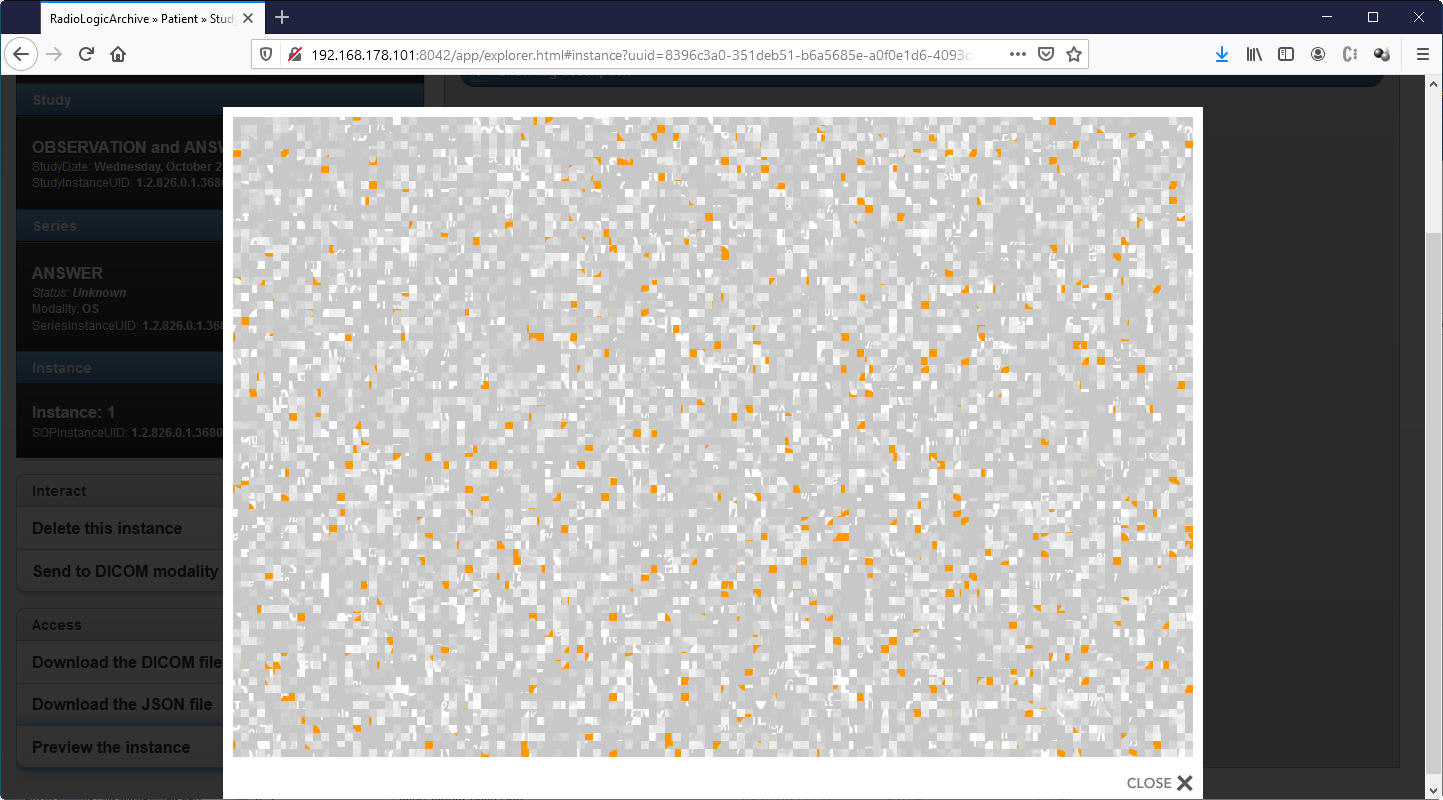 RadioLogicArchive » Patient » Stud
192.168.178.101:8042/app/explorer.html#instance?uuid=8396c3a0-351deb51-b6a5685e-a0f0e1d6-4093c
Study
OBSERVATION and ANSW
StudyDate: Wednesday, October 2
StudyInstanceUID: 1.2.826.0.1.368
Series
ANSWER
Status: Unknown
Modality: OS
SeriesInstanceUID: 1.2.826.0.1.368
Instance
Instance: 1
SOPInstanceUID: 1.2.826.0.1.3680
Interact
Delete this instance
Send to DICOM modality
Access
Download the DICOM file
Download the JSON file
Preview the instance
CLOSE